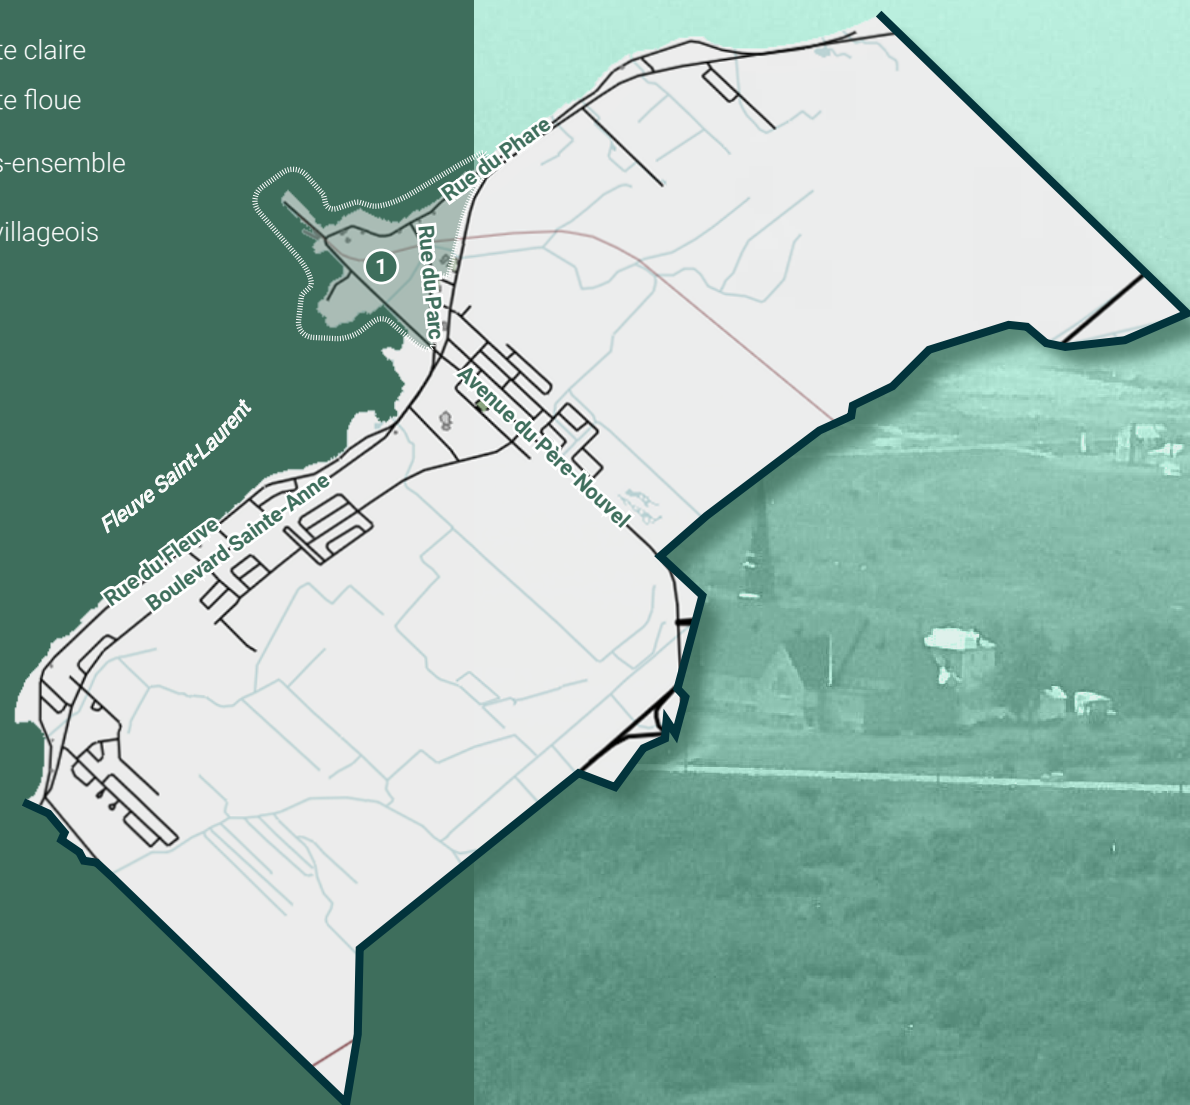 te claire
te floue
s-ensemble
villageois
Rue du Phare
Rue du Parc
1
Avenue du Père-Nouvel
Fleuve Saint-Laurent
Rue du Fleuve
Boulevard Sainte-Anne